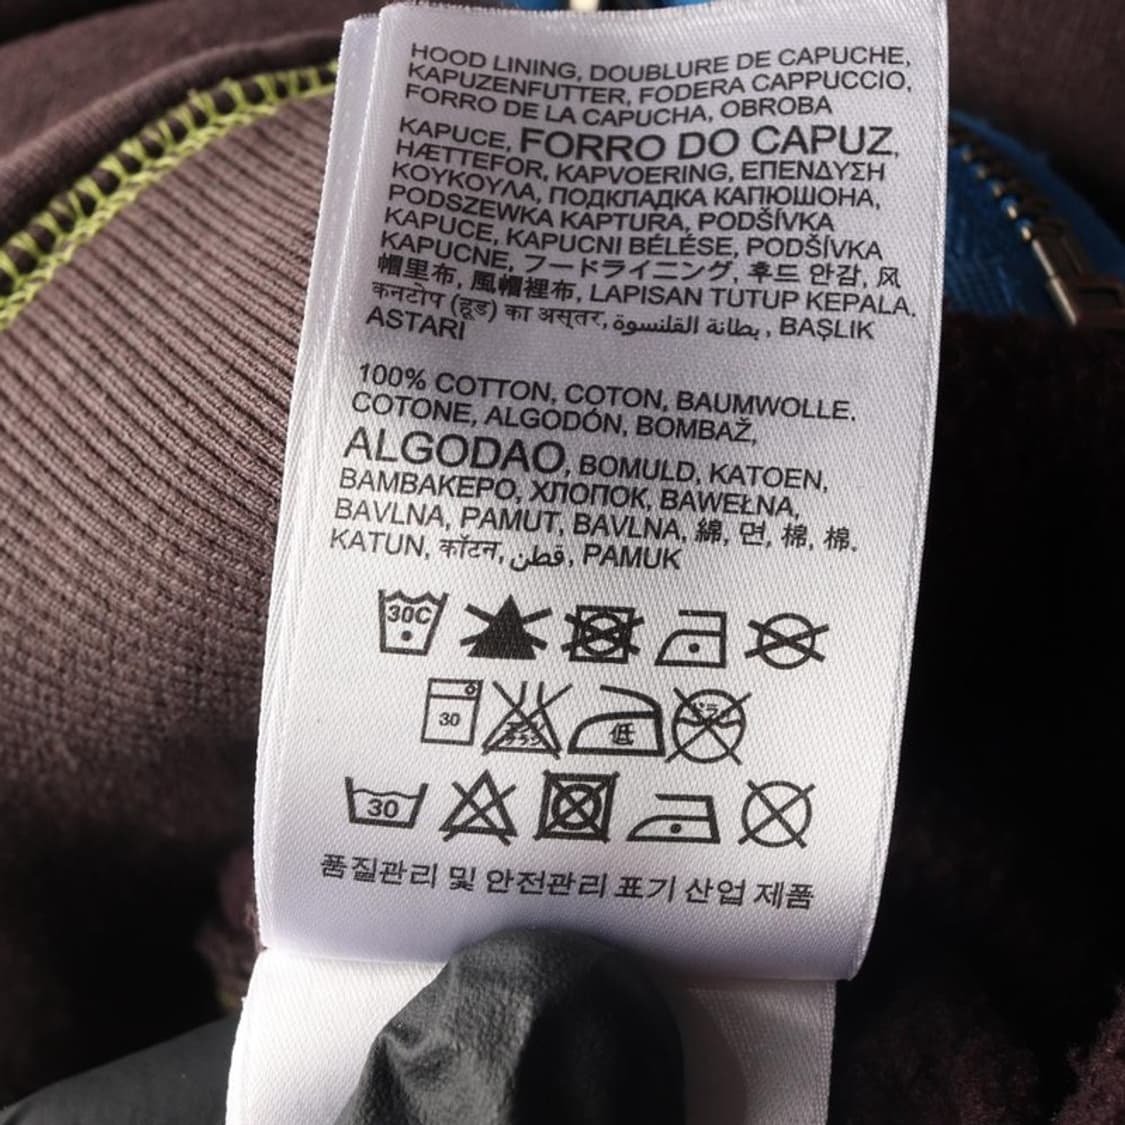 HOOD LINING, DOUBLURE DE CAPUCHE,
KAPUZENFUTTER, FODERA CAPPUCCIO,
FORRO DE LA CAPUCHA, OBROBA
KAPUCE, FORRO DO CAPUZ,
HÆTTEFOR, KAPVOERING, ΕΠΕΝΔΥΣΗ
ΚΟΥΚΟΥΛΑ, ПОДКЛАДКА КАПЮШОНА,
PODSZEWKA KAPTURA, PODŠÍVKA
KAPUCE, KAPUCNI BÉLÉSE, PODŠÍVKA
KAPUCNE, フードライニング, 후드 안감, 风
帽里布, 風帽裡布, LAPISAN TUTUP KEPALA.
कनटोप (हूड) का अस्तर, بطانة القلنسوة, BAŞLIK
ASTARI
100% COTTON, COTON, BAUMWOLLE.
COTONE, ALGODÓN, BOMBAŽ,
ALGODAO, BOMULD, KATOEN,
ΒΑΜΒΑΚΕΡΟ, ХЛОПОК, BAWEŁNA,
BAVLNA, PAMUT, BAVLNA, 綿, 면, 棉, 棉.
KATUN, कॉटन, قطن, PAMUK
30C
30 低
30
품질관리 및 안전관리 표기 산업 제품